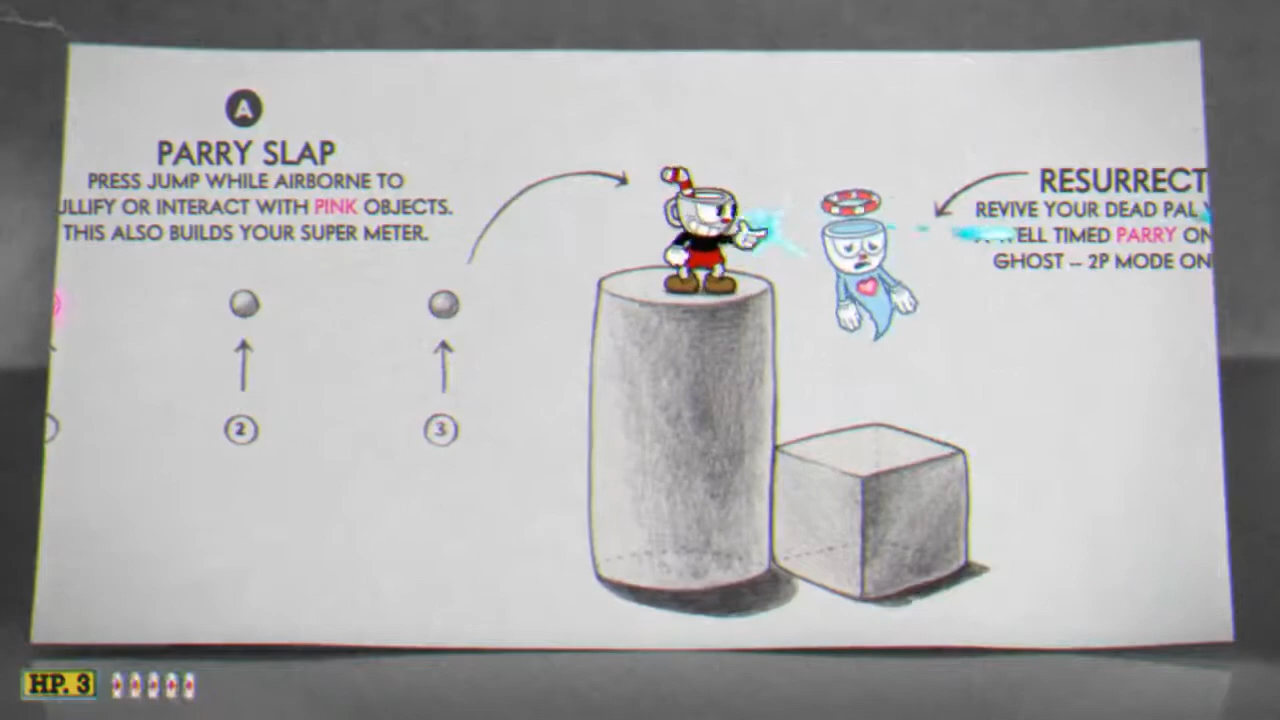 A
PARRY SLAP
PRESS JUMP WHILE AIRBORNE TO
ULLIFY OR INTERACT WITH PINK OBJECTS.
THIS ALSO BUILDS YOUR SUPER METER.
2
3
RESURRECT
REVIVE YOUR DEAD PAL
WELL TIMED PARRY ON
GHOST – 2P MODE ON
HP. 3